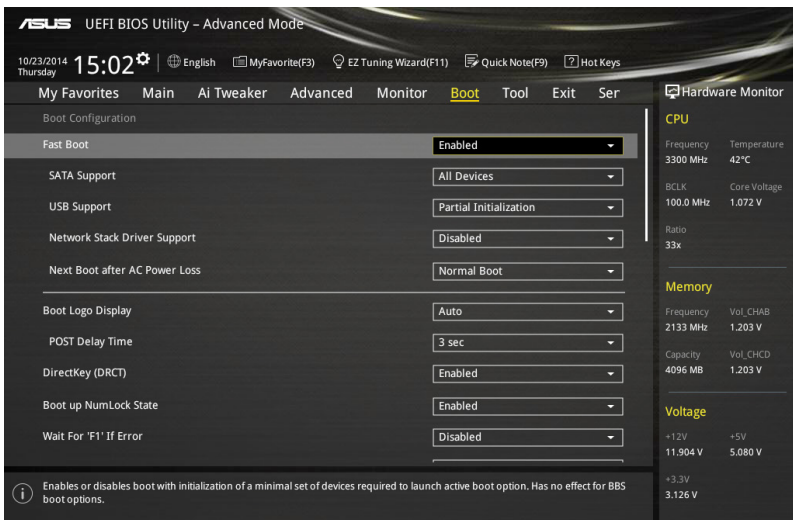 ASUS UEFI BIOS Utility – Advanced Mode
10/23/2014
Thursday
15:02
English
MyFavorite(F3)
EZ Tuning Wizard(F11)
Quick Note(F9)
? Hot Keys
My Favorites Main Ai Tweaker Advanced Monitor Boot Tool Exit Ser
Boot Configuration
Fast Boot Enabled
SATA Support All Devices
USB Support Partial Initialization
Network Stack Driver Support Disabled
Next Boot after AC Power Loss Normal Boot
Boot Logo Display Auto
POST Delay Time 3 sec
DirectKey (DRCT) Enabled
Boot up NumLock State Enabled
Wait For 'F1' If Error Disabled
i Enables or disables boot with initialization of a minimal set of devices required to launch active boot option. Has no effect for BBS
boot options.
Hardware Monitor
CPU
Frequency Temperature
3300 MHz 42°C
BCLK Core Voltage
100.0 MHz 1.072 V
Ratio
33x
Memory
Frequency Vol_CHAB
2133 MHz 1.203 V
Capacity Vol_CHCD
4096 MB 1.203 V
Voltage
+12V +5V
11.904 V 5.080 V
+3.3V
3.126 V